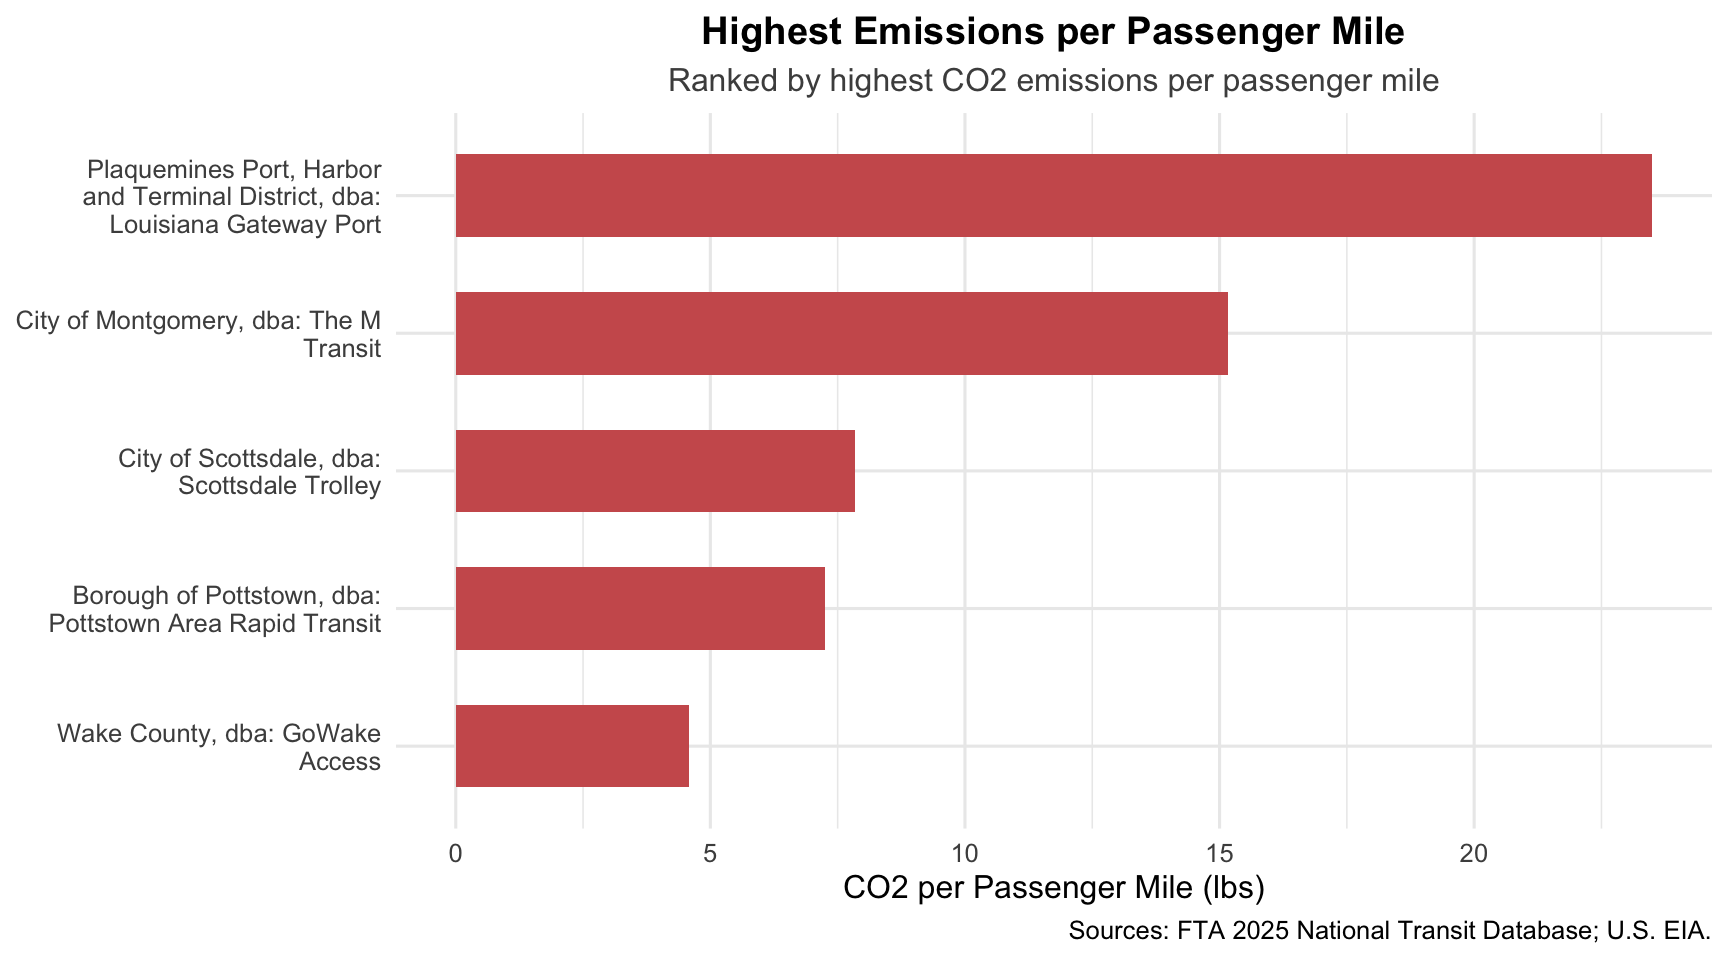 Highest Emissions per Passenger Mile
Ranked by highest CO2 emissions per passenger mile
Plaquemines Port, Harbor
and Terminal District, dba:
Louisiana Gateway Port
City of Montgomery, dba: The M
Transit
City of Scottsdale, dba:
Scottsdale Trolley
Borough of Pottstown, dba:
Pottstown Area Rapid Transit
Wake County, dba: GoWake
Access
0 5 10 15 20
CO2 per Passenger Mile (lbs)
Sources: FTA 2025 National Transit Database; U.S. EIA.